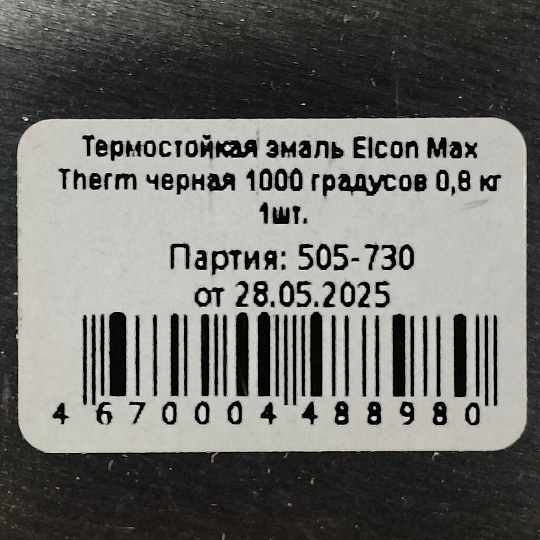 Термостойкая эмаль Elcon Max
Therm черная 1000 градусов 0,8 кг
1шт.
Партия: 505-730
от 28.05.2025
4 670004 488980